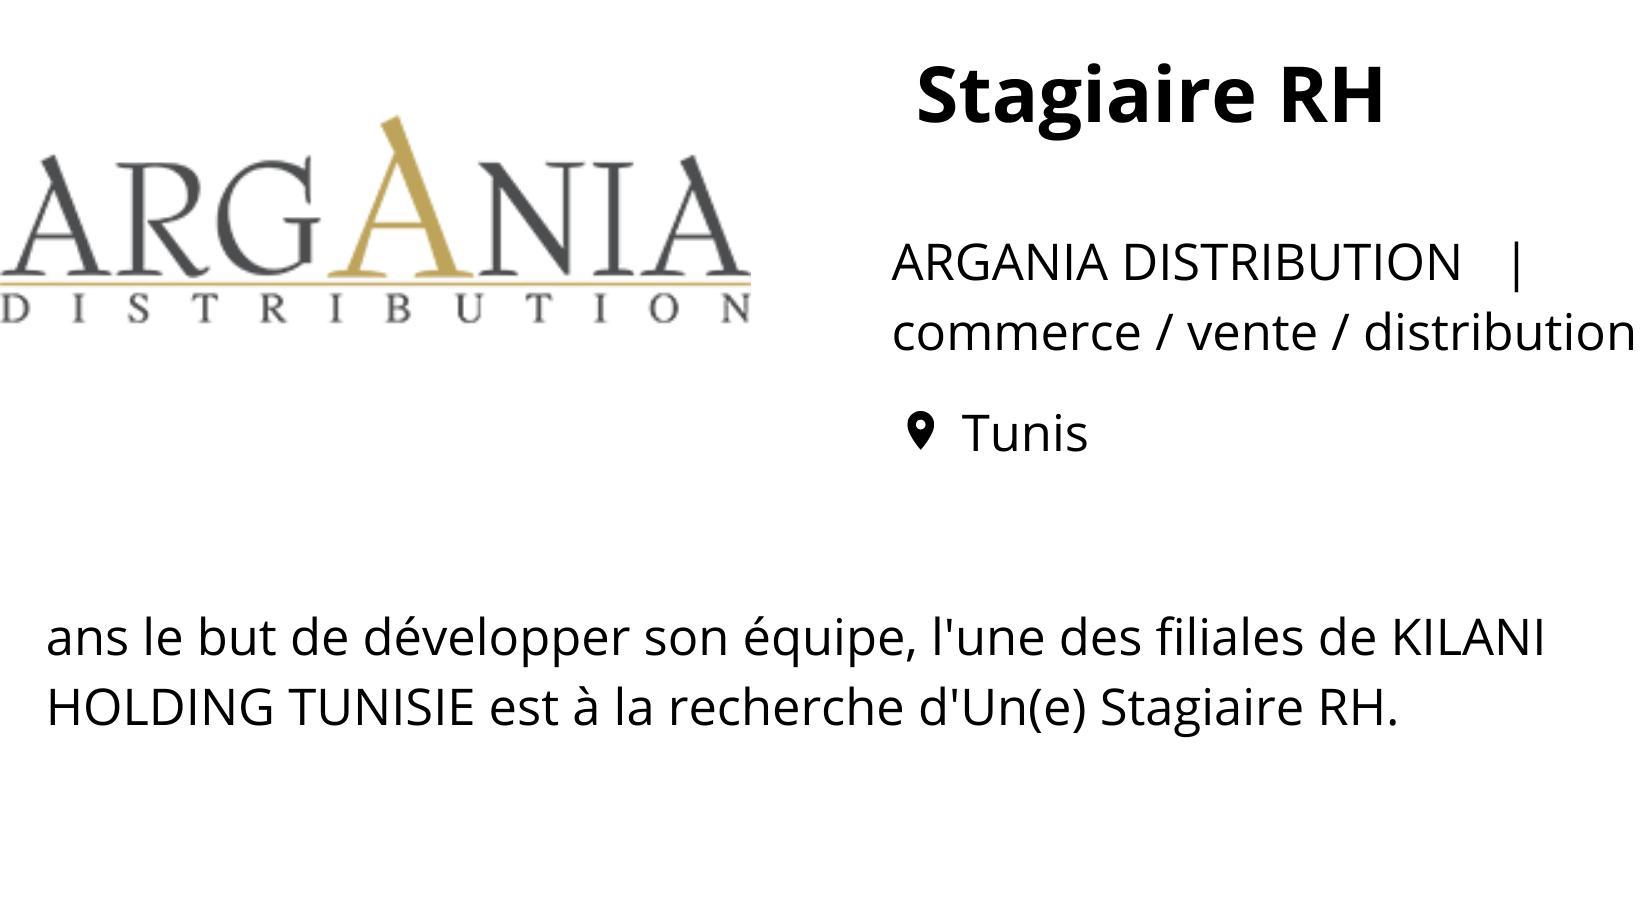 ARGANIA
DISTRIBUTION
Stagiaire RH
ARGANIA DISTRIBUTION |
commerce / vente / distribution
Tunis
ans le but de développer son équipe, l'une des filiales de KILANI
HOLDING TUNISIE est à la recherche d'Un(e) Stagiaire RH.